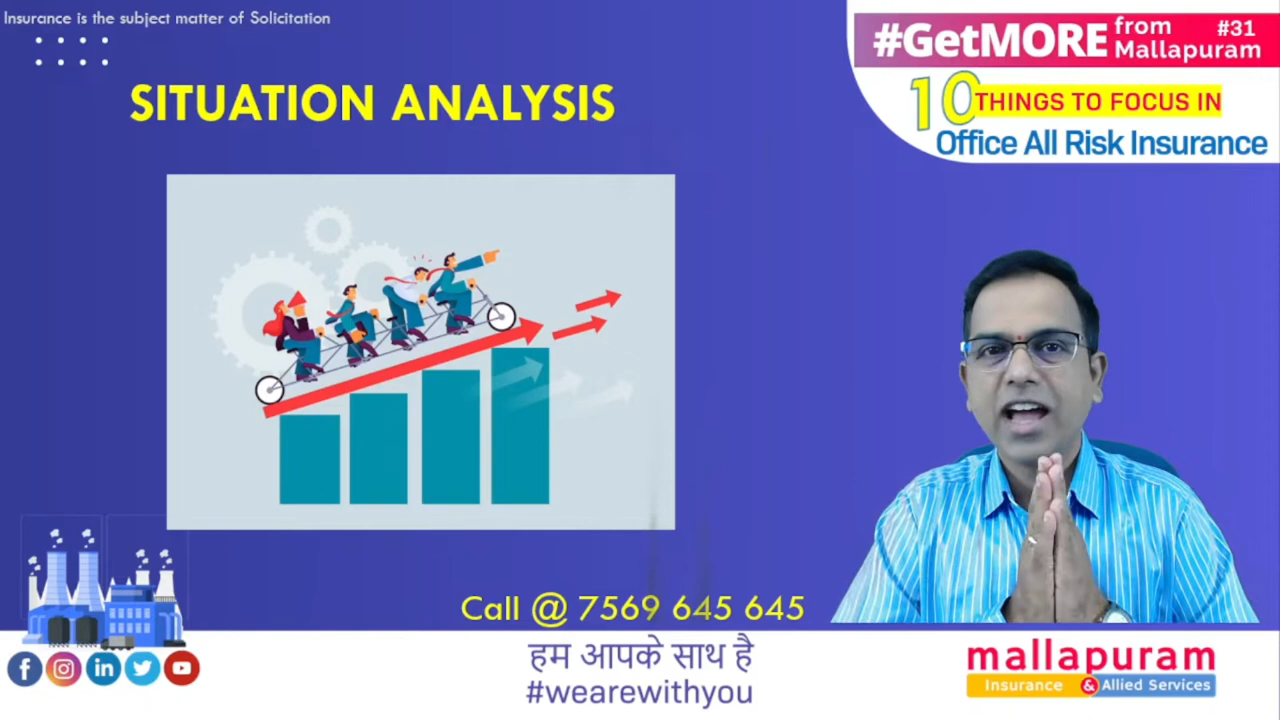 Insurance is the subject matter of Solicitation
#GetMORE from Mallapuram #31
10 THINGS TO FOCUS IN
Office All Risk Insurance
SITUATION ANALYSIS
Call @ 7569 645 645
हम आपके साथ है
#wearewithyou
mallapuram
Insurance & Allied Services